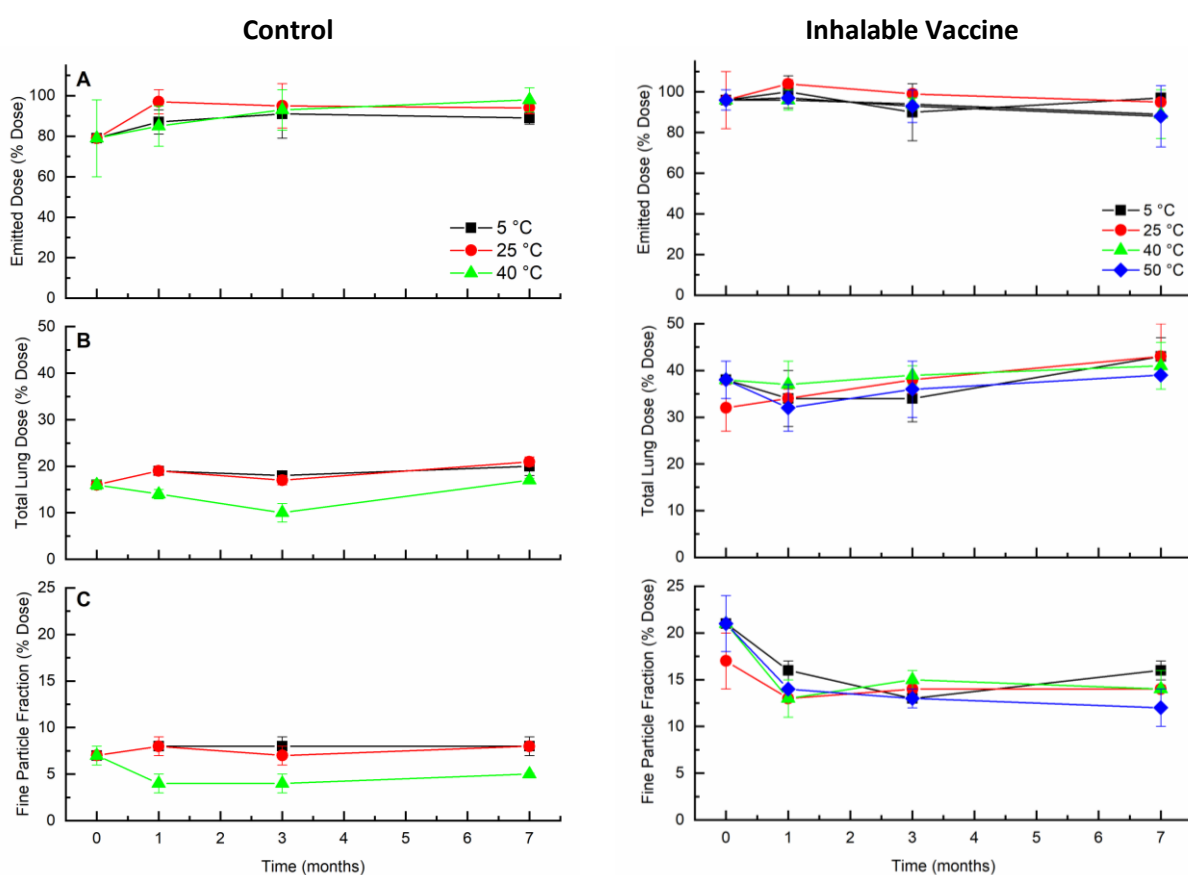 Control
Inhalable Vaccine
A
Emitted Dose (% Dose)
100
80
60
40
20
0
5 °C
25 °C
40 °C
Emitted Dose (% Dose)
100
80
60
40
20
0
5 °C
25 °C
40 °C
50 °C
B
Total Lung Dose (% Dose)
50
40
30
20
10
0
Total Lung Dose (% Dose)
50
40
30
20
10
0
C
Fine Particle Fraction (% Dose)
25
20
15
10
5
0
0 1 2 3 4 5 6 7
Time (months)
Fine Particle Fraction (% Dose)
25
20
15
10
5
0
0 1 2 3 4 5 6 7
Time (months)